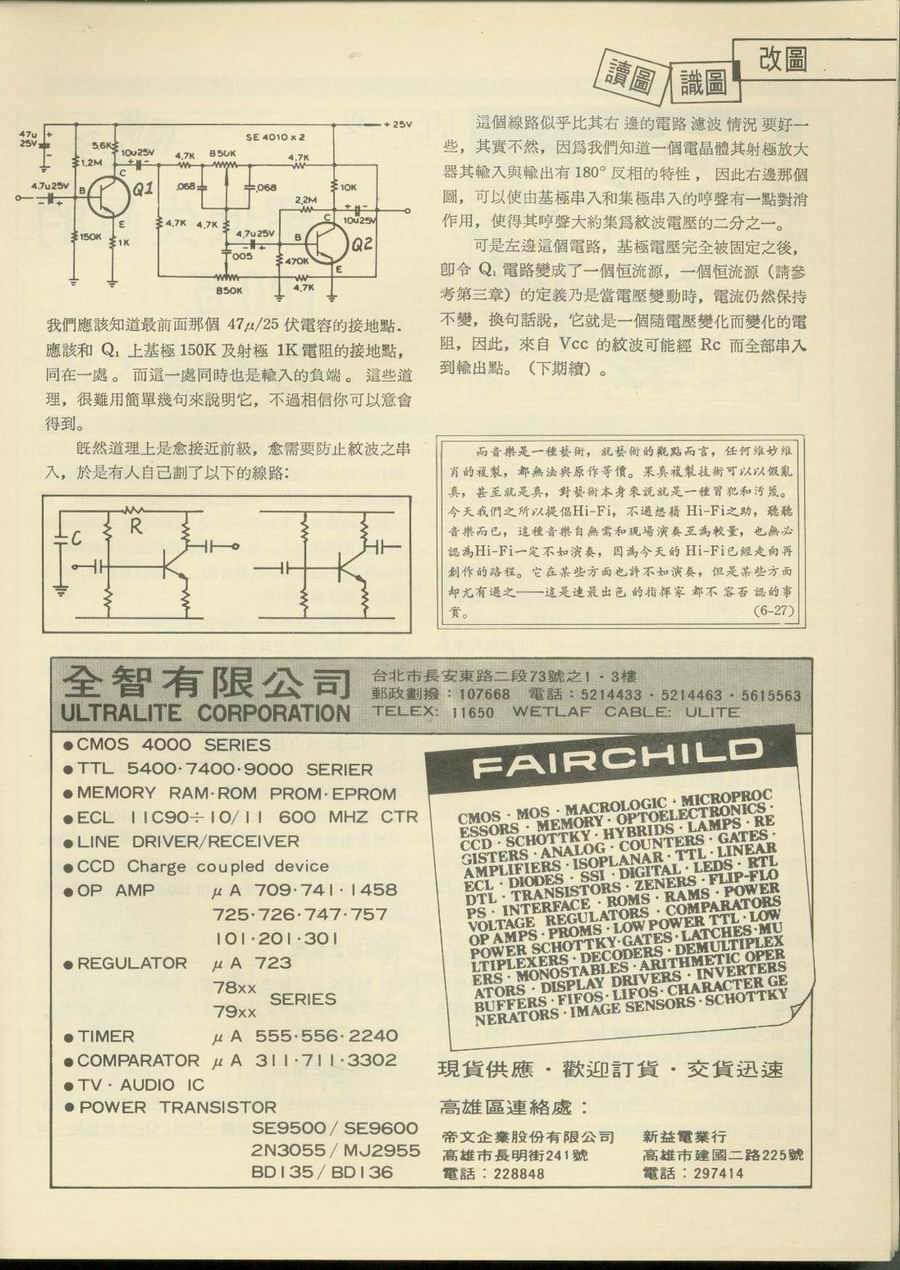 讀圖
識圖
改圖
47u
25V
5.6K
10u25V
1.2M
4.7u25V
B
C
E
Q1
150K
1K
4.7K
B50K
SE 4010 x 2
4.7K
+25V
.068
.068
10K
2.2M
10u25V
4.7K
4.7K
4.7u25V
B
C
E
Q2
005
470K
B50K
4.7K
我們應該知道最前面那個 47μ/25 伏電容的接地點.
應該和 Q₁ 上基極 150K 及射極 1K 電阻的接地點,
同在一處。而這一處同時也是輸入的負端。這些道
理,很難用簡單幾句來說明它,不過相信你可以意會
得到。
既然道理上是愈接近前級,愈需要防止紋波之串
入,於是有人自己劃了以下的線路:
C
R
這個線路似乎比其右邊的電路濾波情況要好一
些,其實不然,因爲我們知道一個電晶體其射極放大
器其輸入與輸出有180°反相的特性,因此右邊那個
圖,可以使由基極串入和集極串入的哼聲有一點對消
作用,使得其哼聲大約集爲紋波電壓的二分之一。
可是左邊這個電路,基極電壓完全被固定之後,
卽令 Q₁ 電路變成了一個恒流源,一個恒流源(請參
考第三章)的定義乃是當電壓變動時,電流仍然保持
不變,換句話說,它就是一個隨電壓變化而變化的電
阻,因此,來自 Vcc 的紋波可能經 Rc 而全部串入
到輸出點。(下期續)。
而音樂是一種藝術,就藝術的觀點而言,任何維妙維
肖的複製,都無法與原作等價。果真複製技術可以以假亂
真,甚至就是真,對藝術本身來說就是一種冒犯和污蔑。
今天我們之所以提倡Hi-Fi,不過想藉 Hi-Fi之助,聽聽
音樂而已,這種音樂自無需和現場演奏至為較量,也無必
認為Hi-Fi一定不如演奏,因為今天的 Hi-Fi已經走向再
創作的路程。它在某些方面也許不如演奏,但是某些方面
却尤有過之——這是連最出色的指揮家都不容否認的事
實。 (6-27)
全智有限公司
ULTRALITE CORPORATION
台北市長安東路二段73號之1·3樓
郵政劃撥:107668 電話:5214433·5214463·5615563
TELEX: 11650 WETLAF CABLE: ULITE
●CMOS 4000 SERIES
●TTL 5400·7400·9000 SERIER
●MEMORY RAM·ROM PROM·EPROM
●ECL 11C90÷10/11 600 MHZ CTR
●LINE DRIVER/RECEIVER
●CCD Charge coupled device
●OP AMP μA 709·741·1458
725·726·747·757
101·201·301
●REGULATOR μA 723
78xx
SERIES
79xx
●TIMER μA 555·556·2240
●COMPARATOR μA 311·711·3302
●TV·AUDIO IC
●POWER TRANSISTOR
SE9500/SE9600
2N3055/MJ2955
BD135/BD136
FAIRCHILD
CMOS·MOS·MACROLOGIC·MICROPROC
ESSORS·MEMORY·OPTOELECTRONICS·
CCD·SCHOTTKY·HYBRIDS·LAMPS·RE
GISTERS·ANALOG·COUNTERS·GATES·
AMPLIFIERS·ISOPLANAR·TTL·LINEAR
ECL·DIODES·SSI·DIGITAL·LEDS·RTL
DTL·TRANSISTORS·ZENERS·FLIP-FLO
PS·INTERFACE·ROMS·RAMS·POWER
VOLTAGE REGULATORS·COMPARATORS
OP AMPS·PROMS·LOW POWER TTL·LOW
POWER SCHOTTKY·GATES·LATCHES·MU
LTIPLEXERS·DECODERS·DEMULTIPLEX
ERS·MONOSTABLES·ARITHMETIC OPER
ATORS·DISPLAY DRIVERS·INVERTERS
BUFFERS·FIFOS·LIFOS·CHARACTER GE
NERATORS·IMAGE SENSORS·SCHOTTKY
現貨供應·歡迎訂貨·交貨迅速
高雄區連絡處:
帝文企業股份有限公司
高雄市長明街241號
電話:228848
新益電業行
高雄市建國二路225號
電話:297414